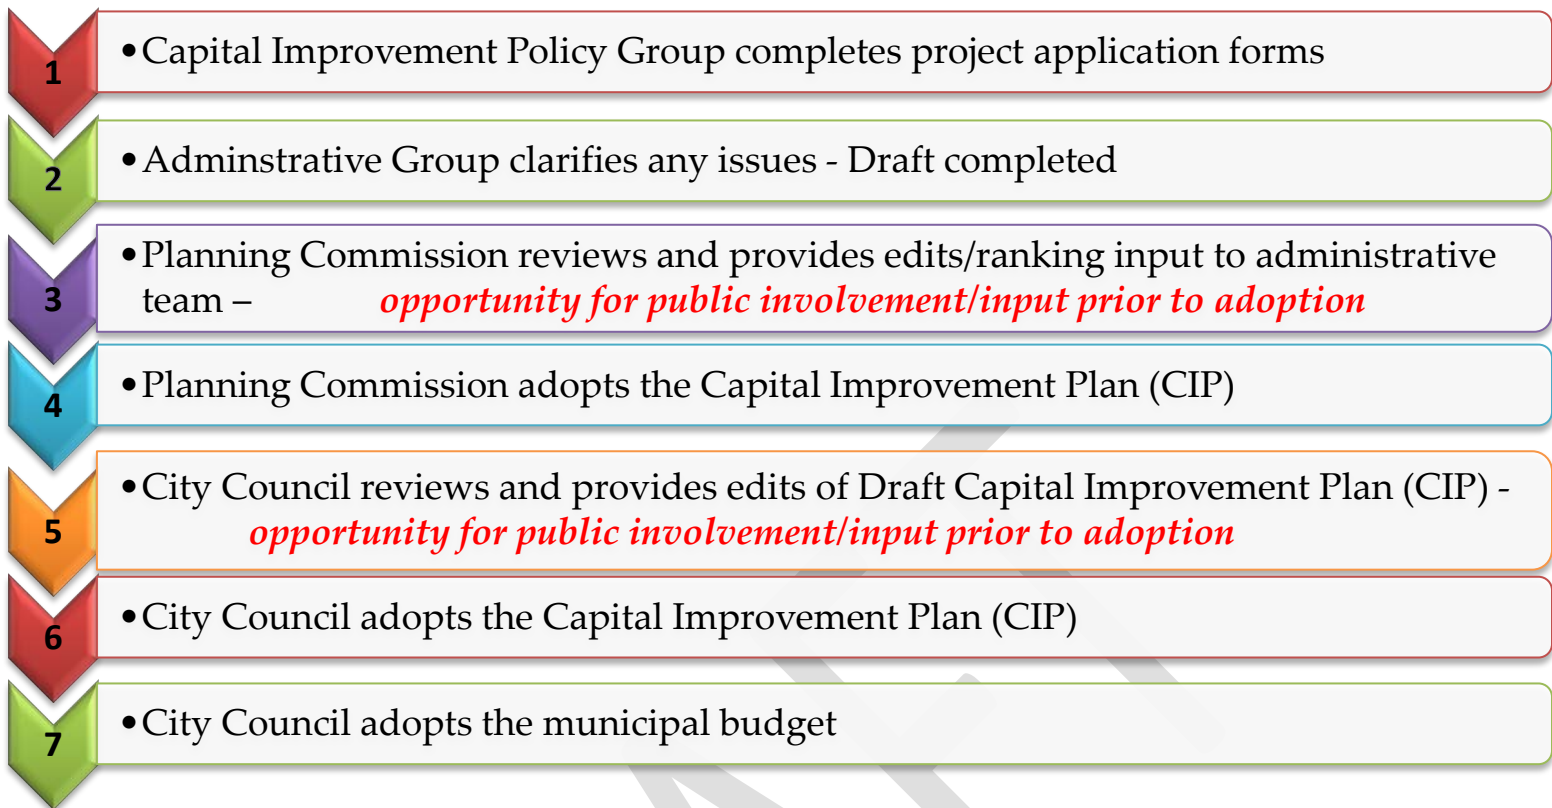 1
•Capital Improvement Policy Group completes project application forms
2
•Adminstrative Group clarifies any issues - Draft completed
3
•Planning Commission reviews and provides edits/ranking input to administrative
team – opportunity for public involvement/input prior to adoption
4
•Planning Commission adopts the Capital Improvement Plan (CIP)
5
•City Council reviews and provides edits of Draft Capital Improvement Plan (CIP) -
opportunity for public involvement/input prior to adoption
6
•City Council adopts the Capital Improvement Plan (CIP)
7
•City Council adopts the municipal budget